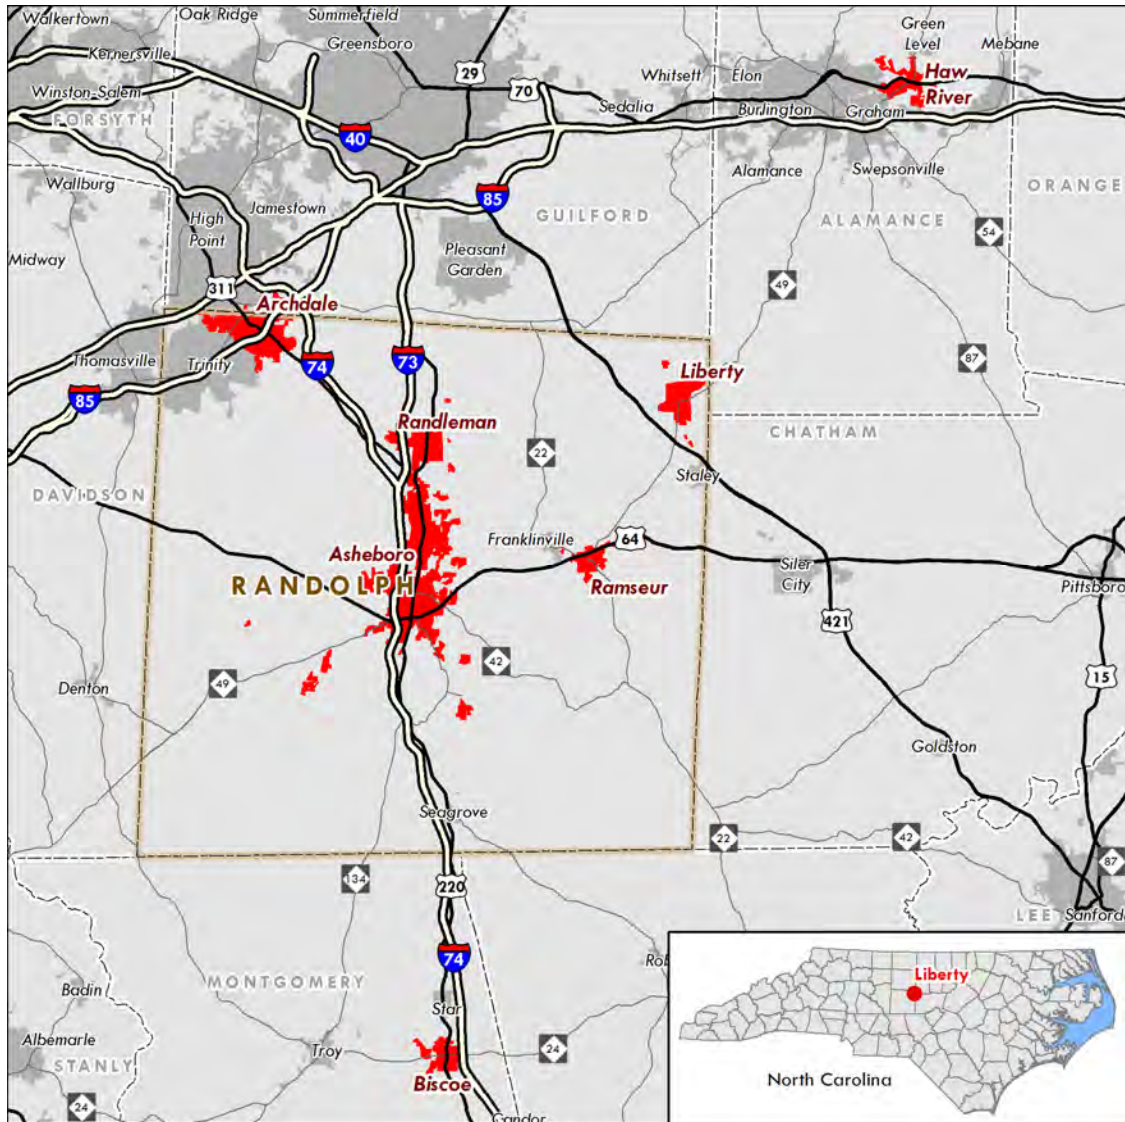 Walkertown
Oak Ridge
Summerfield
Greensboro
Kernersville
Winston-Salem
FORSYTH
29
70
Sedalia
Whitsett
Elon
Green
Level
Mebane
Haw
River
Burlington
Graham
40
85
Wallburg
Jamestown
High
Point
Midway
GUILFORD
Pleasant
Garden
Alamance
Swepsonville
ALAMANCE
ORANGE
54
49
311
Archdale
Thomasville
Trinity
74
73
85
Liberty
87
Randleman
22
CHATHAM
Staley
DAVIDSON
Franklinville
64
Asheboro
RANDOLPH
Ramseur
Siler
City
Pittsboro
421
42
49
Denton
15
Goldston
Seagrove
22
42
87
134
220
LEE
Sanford
74
MONTGOMERY
Badin
Star
Albemarle
STANLY
Troy
24
Biscoe
24
Candor
Liberty
North Carolina